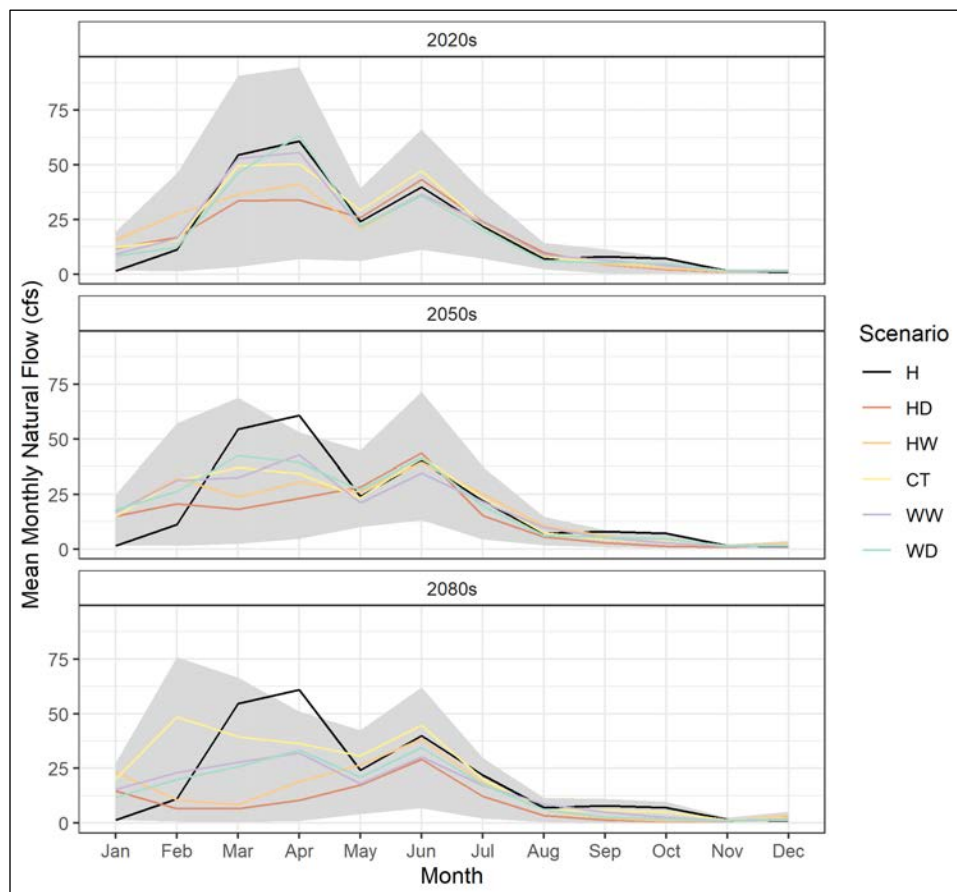 2020s
75
50
25
0
2050s
75
50
25
0
2080s
75
50
25
0
Jan Feb Mar Apr May Jun Jul Aug Sep Oct Nov Dec
Month
Mean Monthly Natural Flow (cfs)
Scenario
H
HD
HW
CT
WW
WD